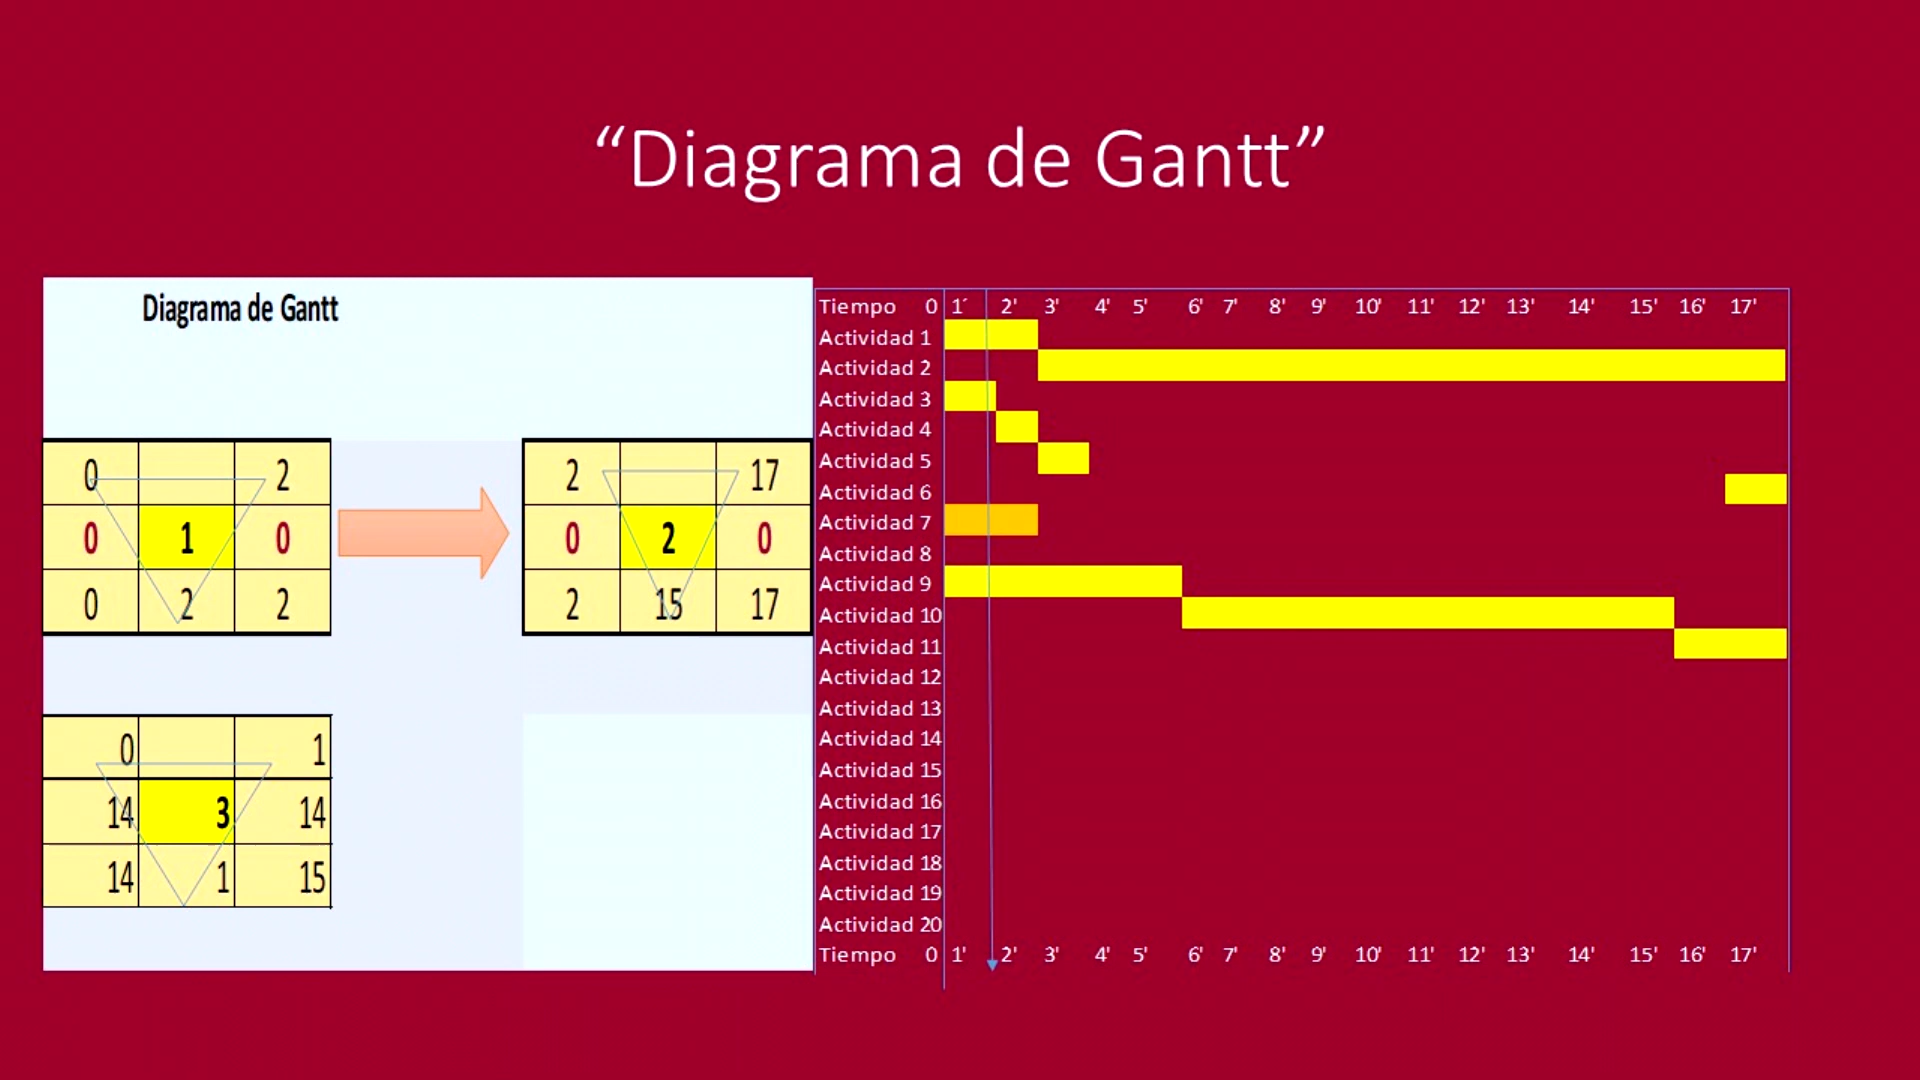 “Diagrama de Gantt”
Diagrama de Gantt
0 2
0 1 0
0 2 2
2 17
0 2 0
2 15 17
0 1
14 3 14
14 1 15
Tiempo 0 1´ 2' 3' 4' 5' 6' 7' 8' 9' 10' 11' 12' 13' 14' 15' 16' 17'
Actividad 1
Actividad 2
Actividad 3
Actividad 4
Actividad 5
Actividad 6
Actividad 7
Actividad 8
Actividad 9
Actividad 10
Actividad 11
Actividad 12
Actividad 13
Actividad 14
Actividad 15
Actividad 16
Actividad 17
Actividad 18
Actividad 19
Actividad 20
Tiempo 0 1' 2' 3' 4' 5' 6' 7' 8' 9' 10' 11' 12' 13' 14' 15' 16' 17'